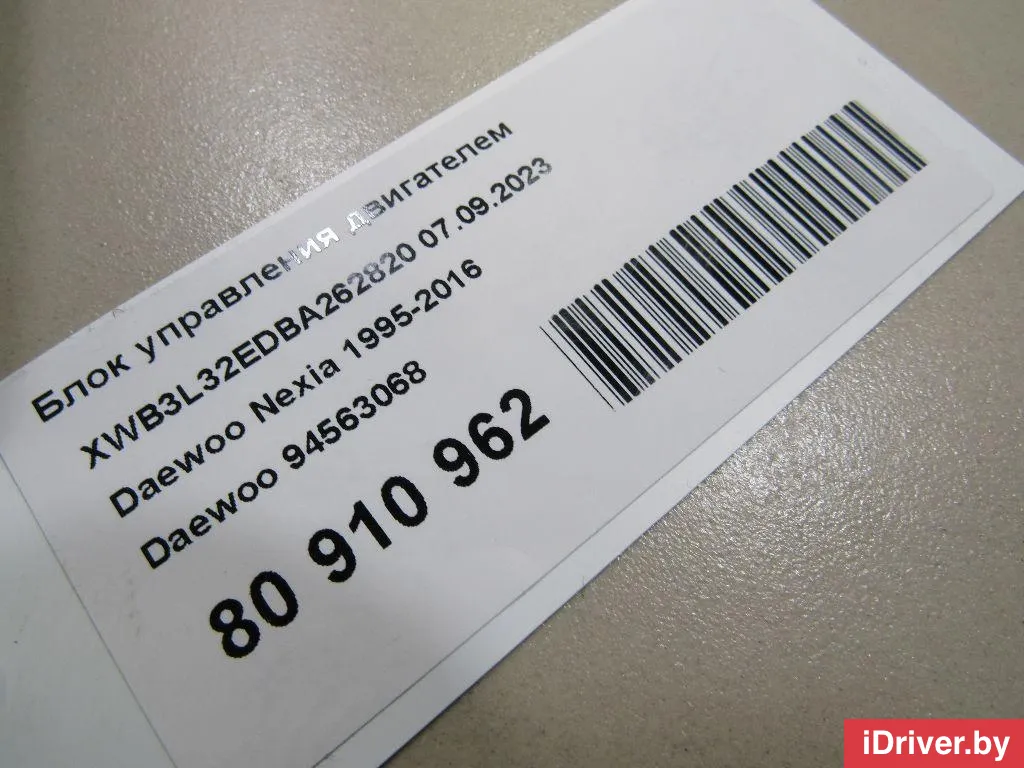 Блок управления двигателем
XWB3L32EDBA262820 07.09.2023
Daewoo Nexia 1995-2016
Daewoo 94563068
80 910 962
iDriver.by